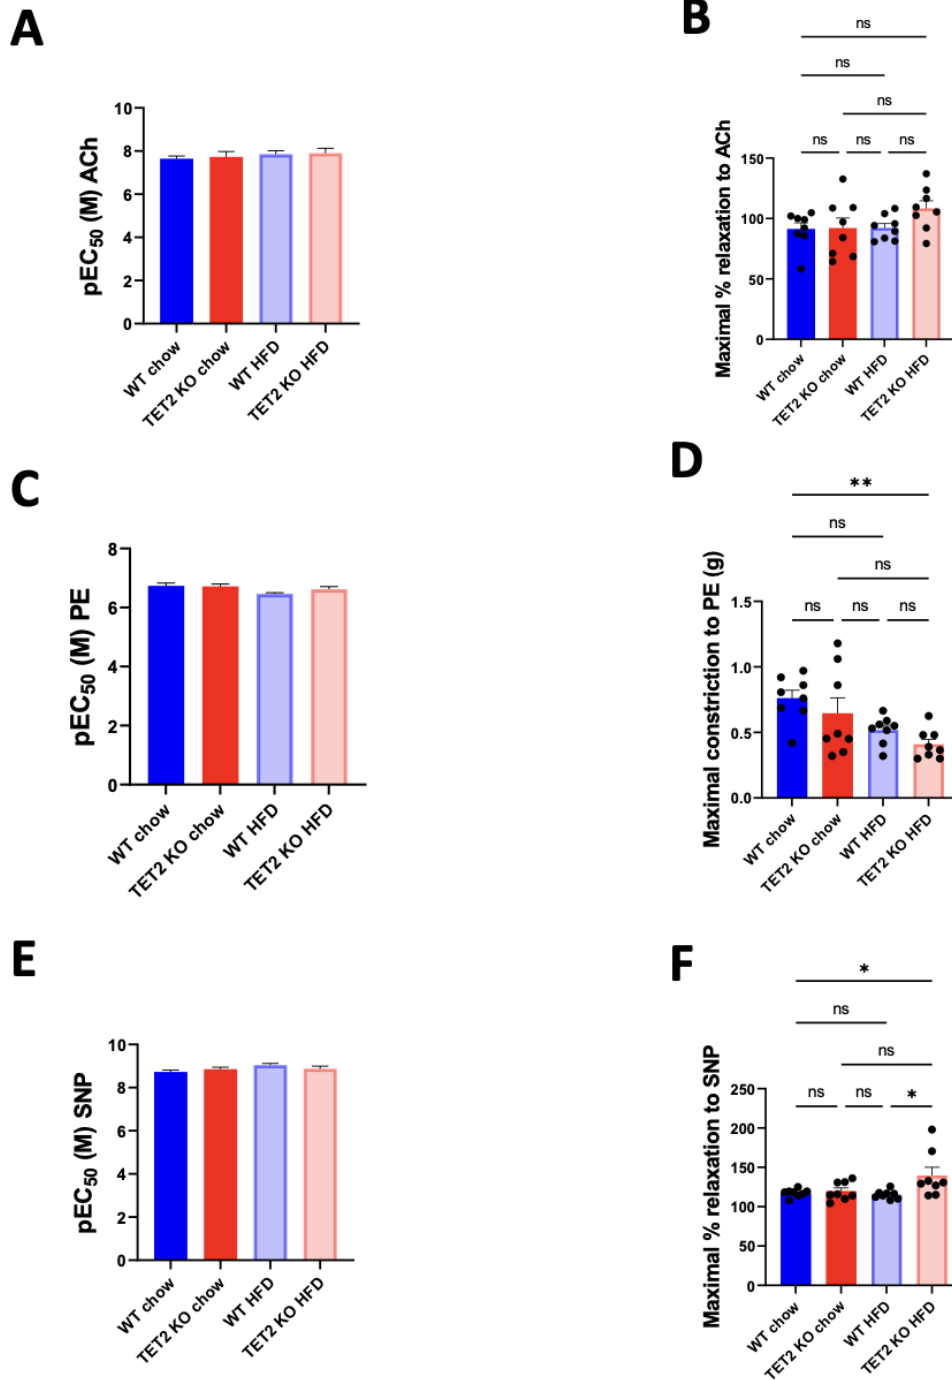 A
pEC50 (M) ACh
10
8
6
4
2
0
WT chow
TET2 KO chow
WT HFD
TET2 KO HFD
B
ns
ns
ns
ns ns ns
Maximal % relaxation to ACh
150
100
50
0
WT chow
TET2 KO chow
WT HFD
TET2 KO HFD
C
pEC50 (M) PE
8
6
4
2
0
WT chow
TET2 KO chow
WT HFD
TET2 KO HFD
D
**
ns
ns
ns ns ns
Maximal constriction to PE (g)
1.5
1.0
0.5
0.0
WT chow
TET2 KO chow
WT HFD
TET2 KO HFD
E
pEC50 (M) SNP
10
8
6
4
2
0
WT chow
TET2 KO chow
WT HFD
TET2 KO HFD
F
*
ns
ns
ns ns *
Maximal % relaxation to SNP
250
200
150
100
50
0
WT chow
TET2 KO chow
WT HFD
TET2 KO HFD